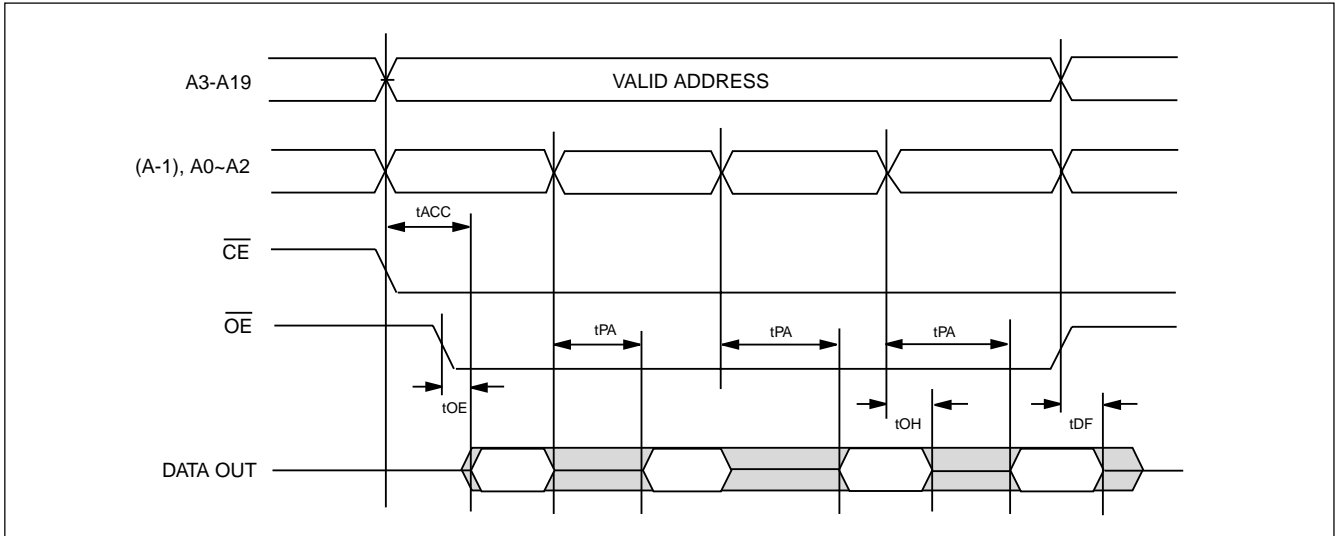 A3-A19
VALID ADDRESS
(A-1), A0~A2
tACC
CE
OE
tPA
tPA
tPA
tOE
tOH
tDF
DATA OUT